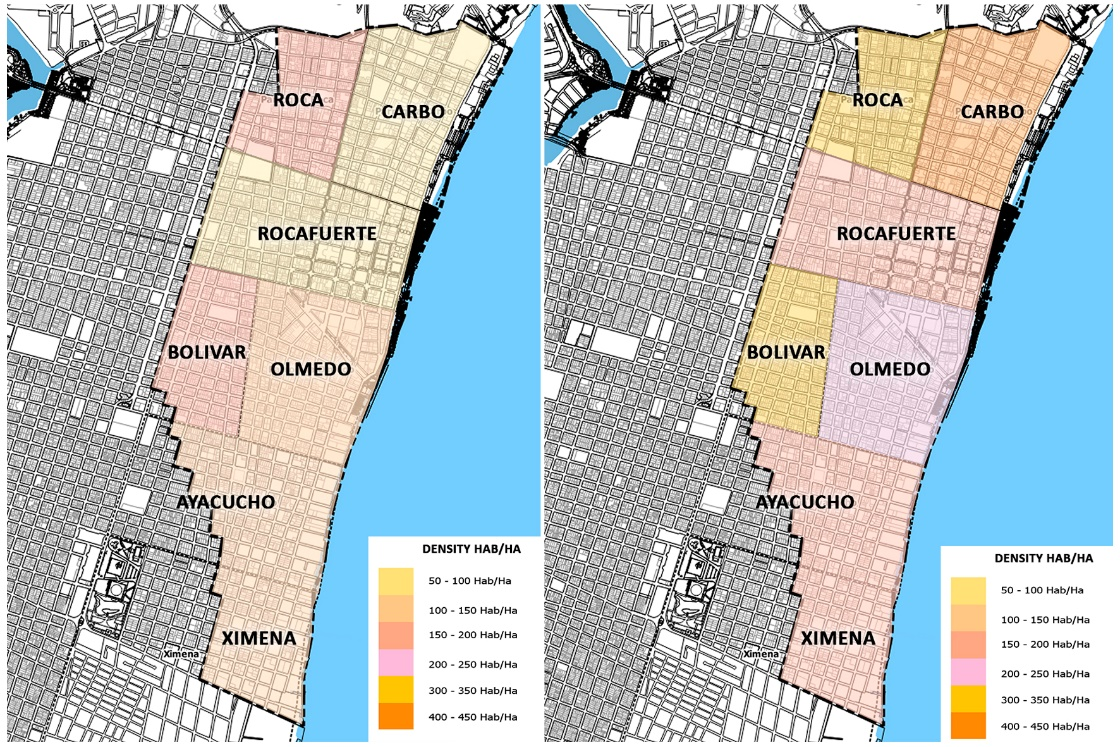 ROCA
CARBO
ROCAFUERTE
BOLIVAR
OLMEDO
AYACUCHO
XIMENA
Ximena
DENSITY HAB/HA
50 - 100 Hab/Ha
100 - 150 Hab/Ha
150 - 200 Hab/Ha
200 - 250 Hab/Ha
300 - 350 Hab/Ha
400 - 450 Hab/Ha
ROCA
CARBO
ROCAFUERTE
BOLIVAR
OLMEDO
AYACUCHO
XIMENA
Ximena
DENSITY HAB/HA
50 - 100 Hab/Ha
100 - 150 Hab/Ha
150 - 200 Hab/Ha
200 - 250 Hab/Ha
300 - 350 Hab/Ha
400 - 450 Hab/Ha